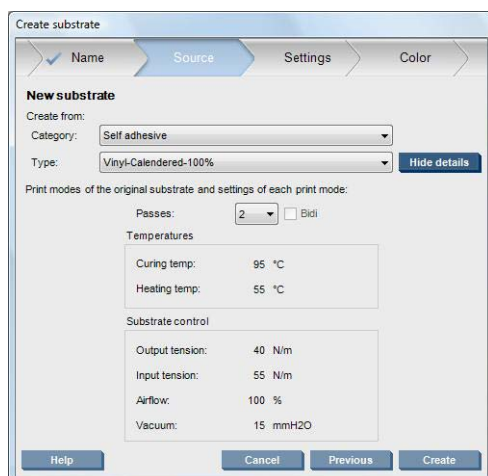 Create substrate
Name Source Settings Color
New substrate
Create from:
Category: Self adhesive
Type: Vinyl-Calendered-100% Hide details
Print modes of the original substrate and settings of each print mode:
Passes: 2 Bidi
Temperatures
Curing temp: 95 °C
Heating temp: 55 °C
Substrate control
Output tension: 40 N/m
Input tension: 55 N/m
Airflow: 100 %
Vacuum: 15 mmH2O
Help Cancel Previous Create